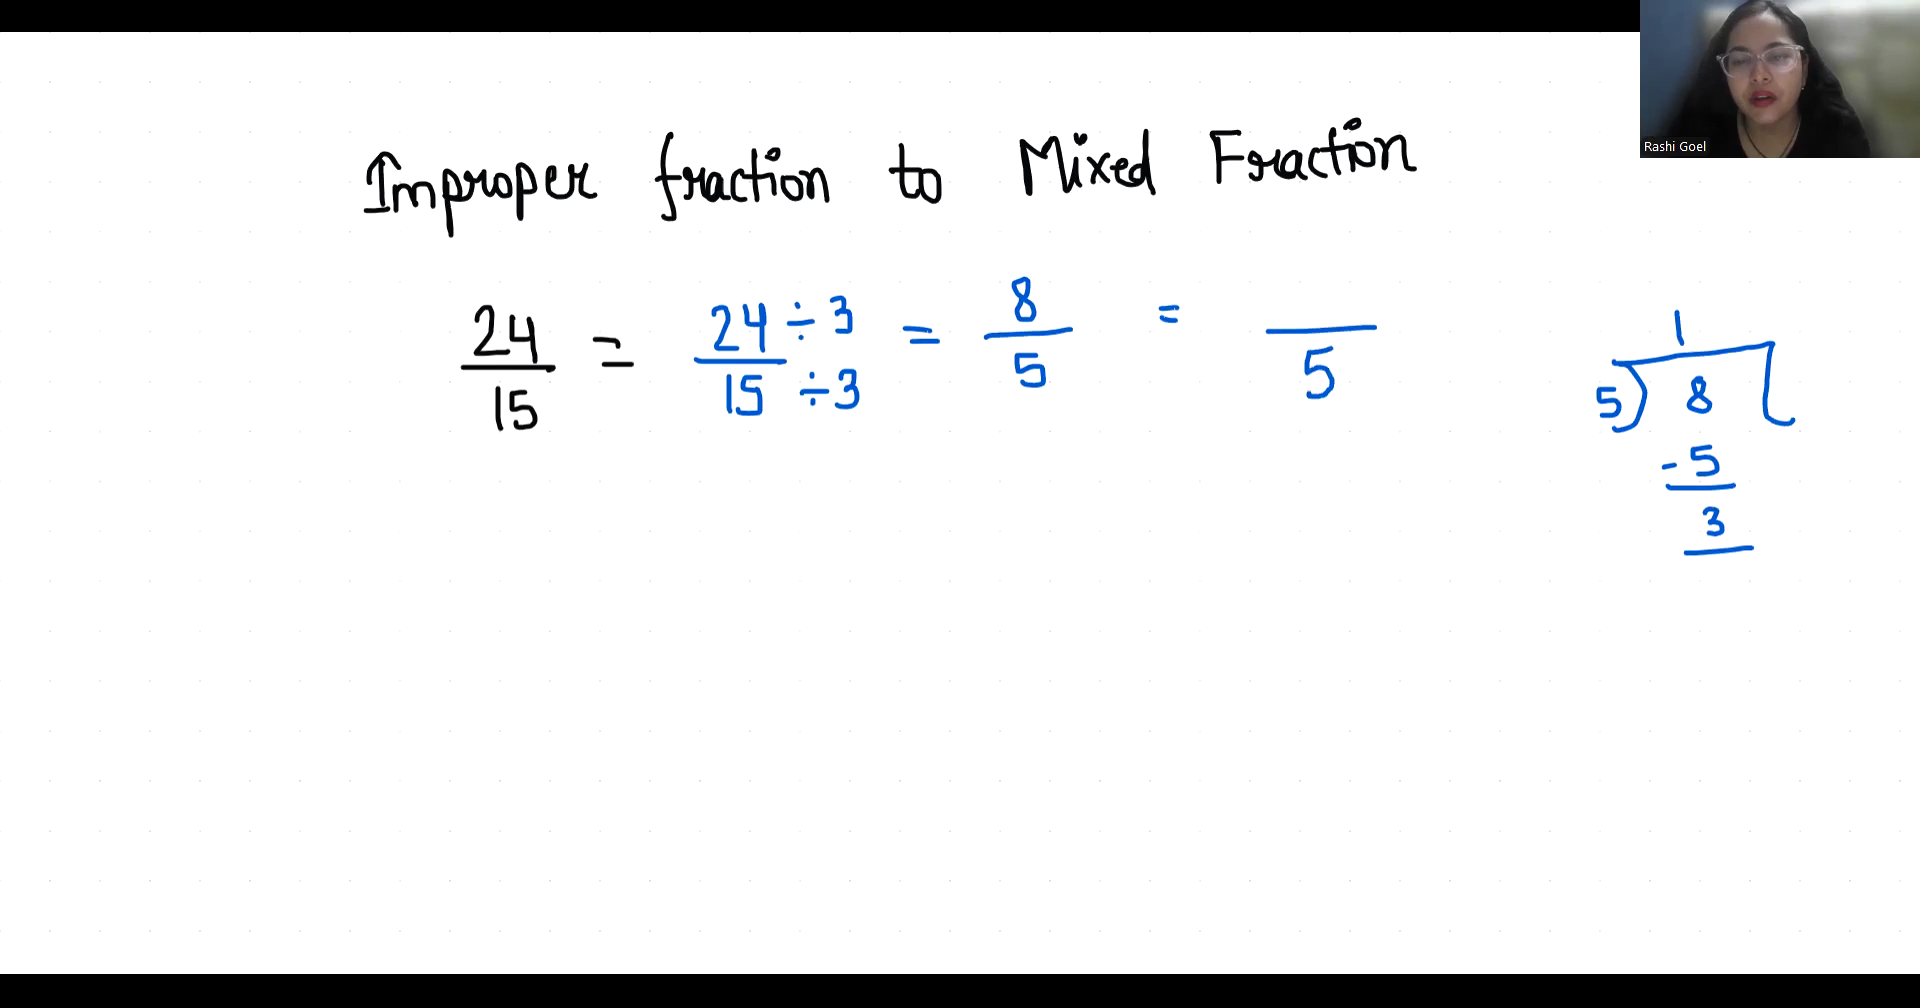 Rashi Goel
Improper fraction to Mixed Fraction
24/15 = 24÷3/15÷3 = 8/5 = /5
1
5) 8
-5
3